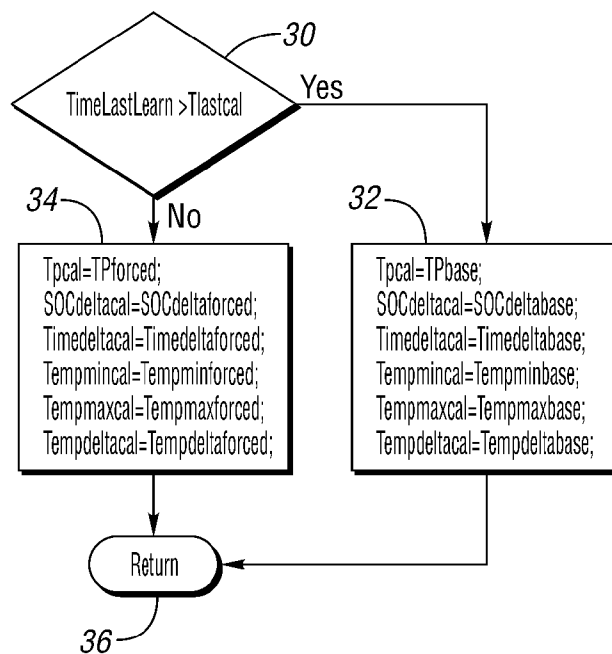 30
TimeLastLearn >Tlastcal
Yes
No
34
Tpcal=TPforced;
SOCdeltacal=SOCdeltaforced;
Timedeltacal=Timedeltaforced;
Tempmincal=Tempminforced;
Tempmaxcal=Tempmaxforced;
Tempdeltacal=Tempdeltaforced;
32
Tpcal=TPbase;
SOCdeltacal=SOCdeltabase;
Timedeltacal=Timedeltabase;
Tempmincal=Tempminbase;
Tempmaxcal=Tempmaxbase;
Tempdeltacal=Tempdeltabase;
Return
36